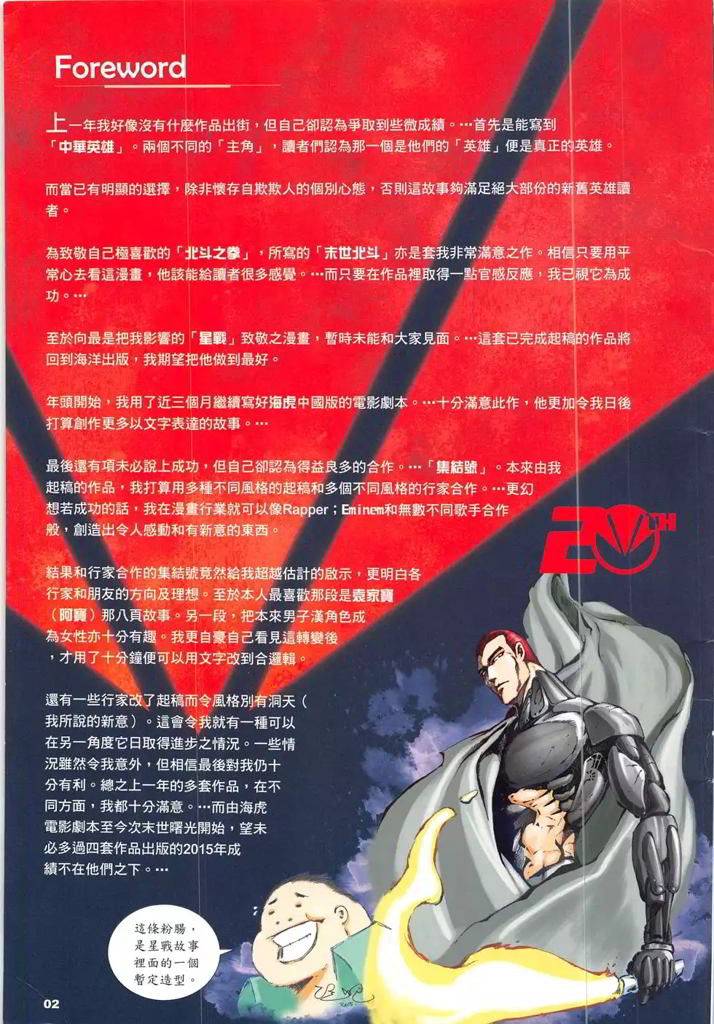 Foreword
上一年我好像沒有什麼作品出街，但自己卻認為爭取到些微成績。…首先是能寫到
「中華英雄」。兩個不同的「主角」，讀者們認為那一個是他們的「英雄」便是真正的英雄。
而當已有明顯的選擇，除非懷存自欺欺人的個別心態，否則這故事夠滿足絕大部份的新舊英雄讀
者。
為致敬自己極喜歡的「北斗之拳」，所寫的「末世北斗」亦是套我非常滿意之作。相信只要用平
常心去看這漫畫，他該能給讀者很多感覺。…而只要在作品裡取得一點官感反應，我已視它為成
功。…
至於向最是把我影響的「星戰」致敬之漫畫，暫時未能和大家見面。…這套已完成起稿的作品將
回到海洋出版，我期望把他做到最好。
年頭開始，我用了近三個月繼續寫好海虎中國版的電影劇本。…十分滿意此作，他更加令我日後
打算創作更多以文字表達的故事。…
最後還有項未必說上成功，但自己卻認為得益良多的合作。…「集結號」。本來由我
起稿的作品，我打算用多種不同風格的起稿和多個不同風格的行家合作。…更幻
想若成功的話，我在漫畫行業就可以像Rapper；Eminem和無數不同歌手合作
般，創造出令人感動和有新意的東西。
20TH
結果和行家合作的集結號竟然給我超越估計的啟示，更明白各
行家和朋友的方向及理想。至於本人最喜歡那段是袁家寶
（阿寶）那八頁故事。另一段，把本來男子漢角色成
為女性亦十分有趣。我更自豪自己看見這轉變後
，才用了十分鐘便可以用文字改到合邏輯。
還有一些行家改了起稿而令風格別有洞天（
我所說的新意）。這會令我就有一種可以
在另一角度它日取得進步之情況。一些情
況雖然令我意外，但相信最後對我仍十
分有利。總之上一年的多套作品，在不
同方面，我都十分滿意。…而由海虎
電影劇本至今次末世曙光開始，望未
必多過四套作品出版的2015年成
績不在他們之下。…
這條粉腸，
是星戰故事
裡面的一個
暫定造型。
02